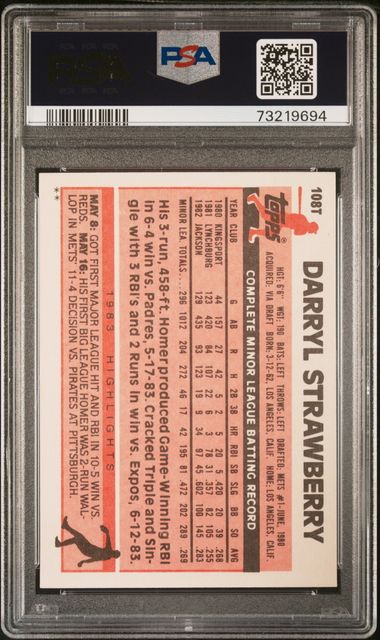 PSA
PSA
73219694
108T
Topps®
DARRYL STRAWBERRY
HGT: 6'6" WGT: 190 BATS: LEFT THROWS: LEFT DRAFTED: METS #1-JUNE, 1980
ACQUIRED: VIA DRAFT BORN: 3-12-62, LOS ANGELES, CALIF. HOME: LOS ANGELES, CALIF.
COMPLETE MINOR LEAGUE BATTING RECORD
YEAR CLUB G AB R H 2B 3B HR RBI SB SLG BB SO AVG
1980 KINGSPORT 44 157 27 42 5 2 5 20 5 .420 20 39 .268
1981 LYNCHBURG 123 420 84 107 22 6 13 78 31 .357 82 105 .255
1982 JACKSON 129 435 93 123 19 9 34 97 45 .602 100 145 .283
MINOR LEA. TOTALS 296 1012 204 272 46 17 42 195 81 .472 202 289 .269
His 3-run, 458-ft. Homer produced Game-Winning RBI
in 6-4 win vs. Padres, 5-17-83. Cracked Triple and Sin-
gle with 3 RBI's and 2 Runs in win vs. Expos, 6-12-83.
1983 HIGHLIGHTS
MAY 8: GOT FIRST MAJOR LEAGUE HIT AND RBI IN 10-5 WIN VS.
REDS. MAY 16: HIS FIRST BIG LEAGUE HOMER WAS 2-RUN WAL-
LOP IN METS' 11-4 DECISION VS. PIRATES AT PITTSBURGH.
**